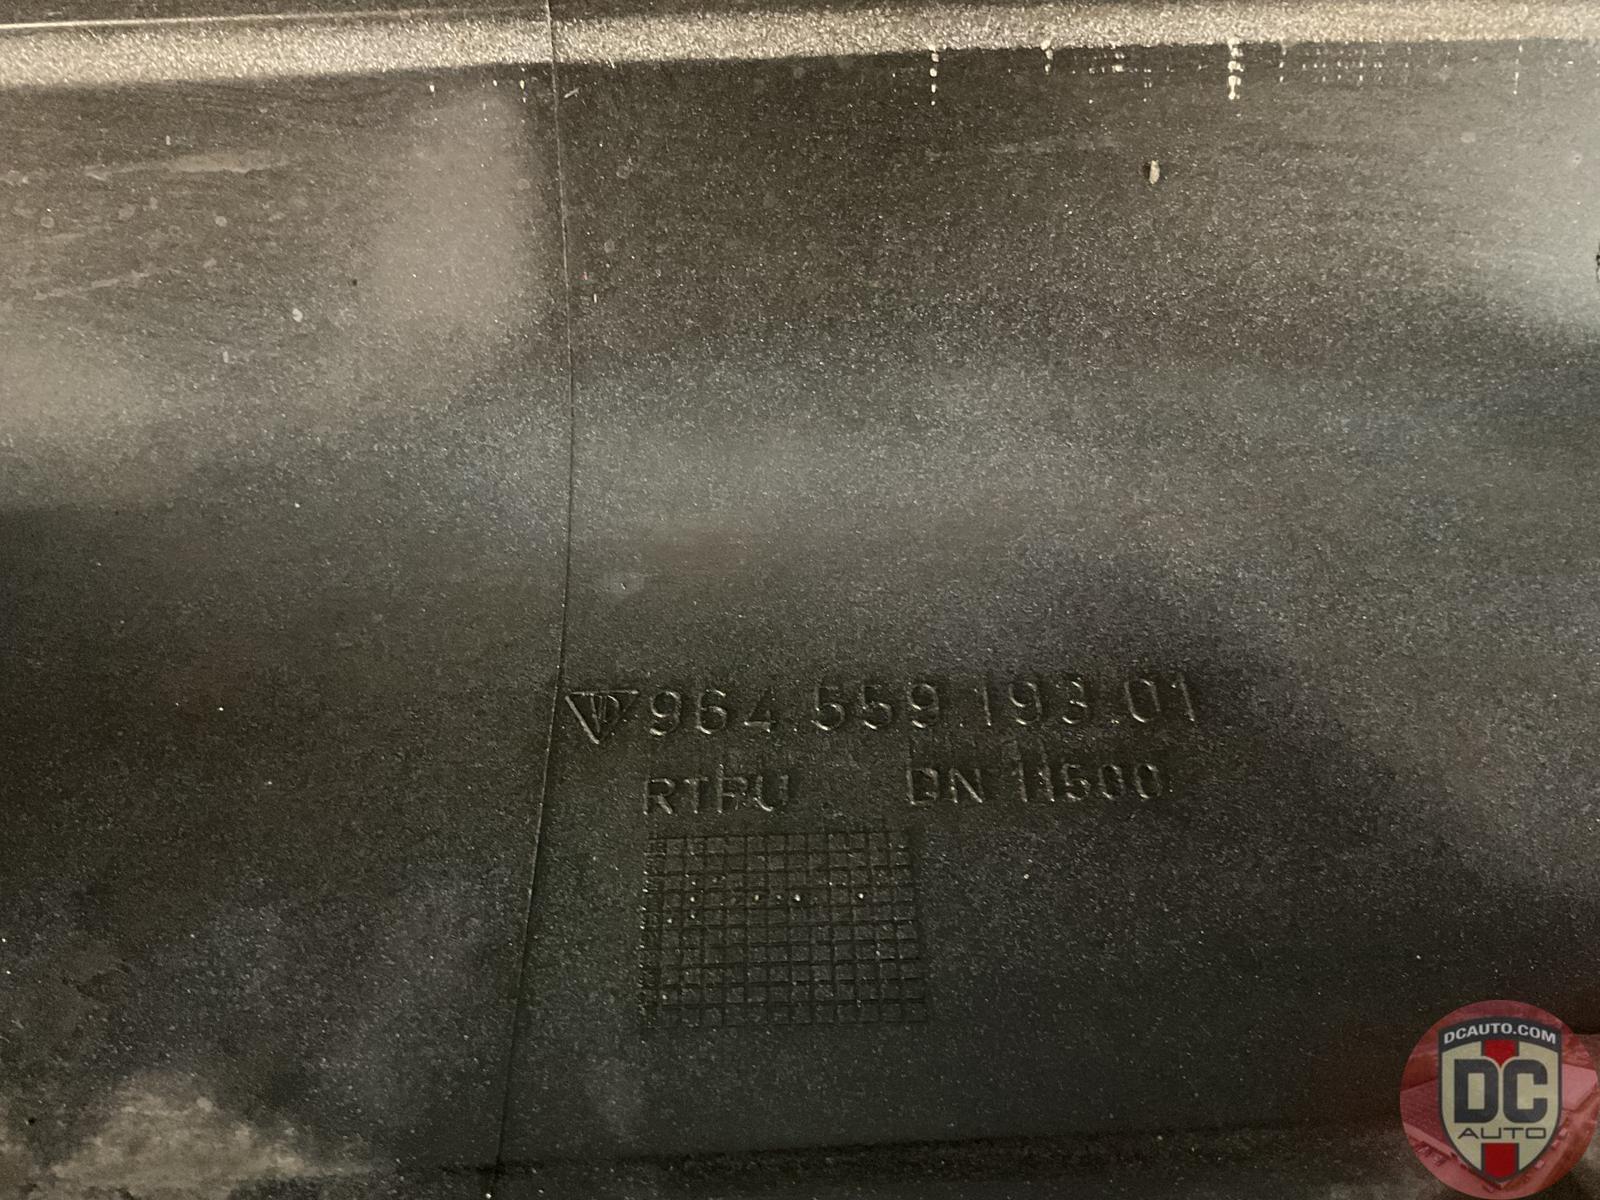 964.559.193.01
RTPU DN 11500
DCAUTO.COM
DC
AUTO